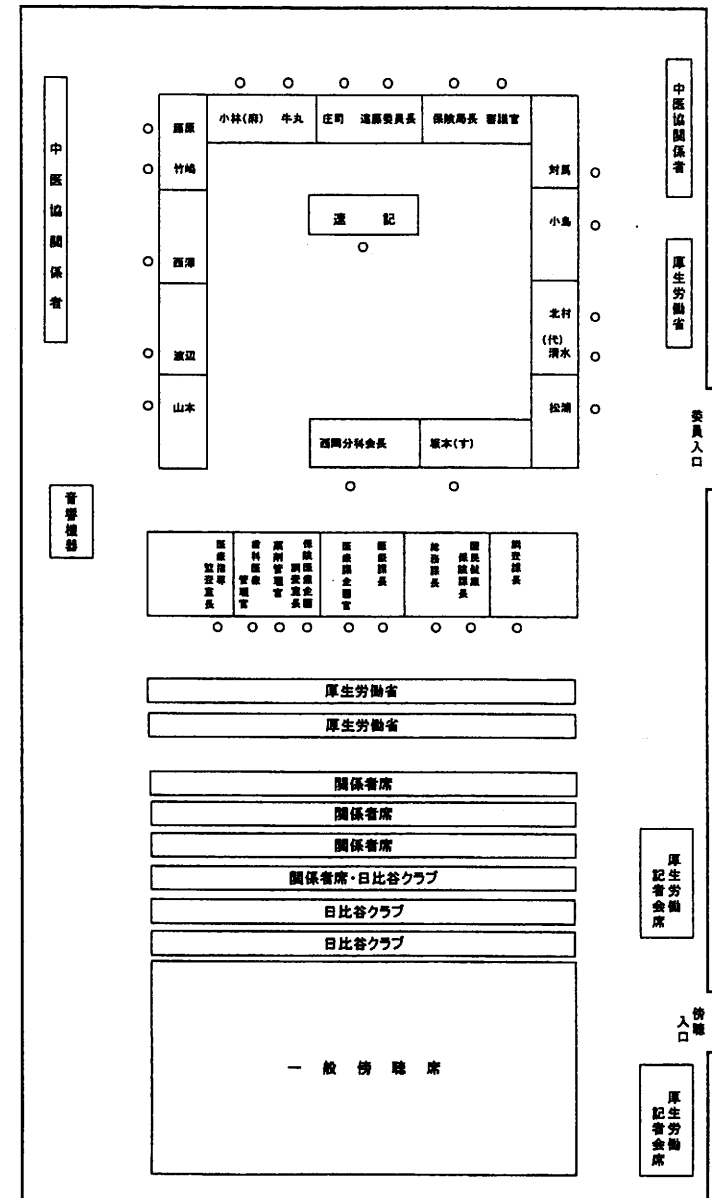 小林(麻) 牛丸 庄司 遠藤委員長 保険局長 審議官
中医協関係者
藤原
竹嶋
西澤
渡辺
山本
速 記
対馬
小島
北村
(代)
清水
松浦
中医協関係者
厚生労働省
委員入口
西岡分科会長 坂本(す)
音響機器
医療指導
監査室長
歯科医療
管理官
薬剤管理官
保険医療企画
調査室長
医療課企画官
医療課長
総務課長
国民健康
保険課長
調査課長
厚生労働省
厚生労働省
関係者席
関係者席
関係者席
関係者席・日比谷クラブ
日比谷クラブ
日比谷クラブ
厚生労働
記者会席
傍聴
入口
一 般 傍 聴 席
厚生労働
記者会席